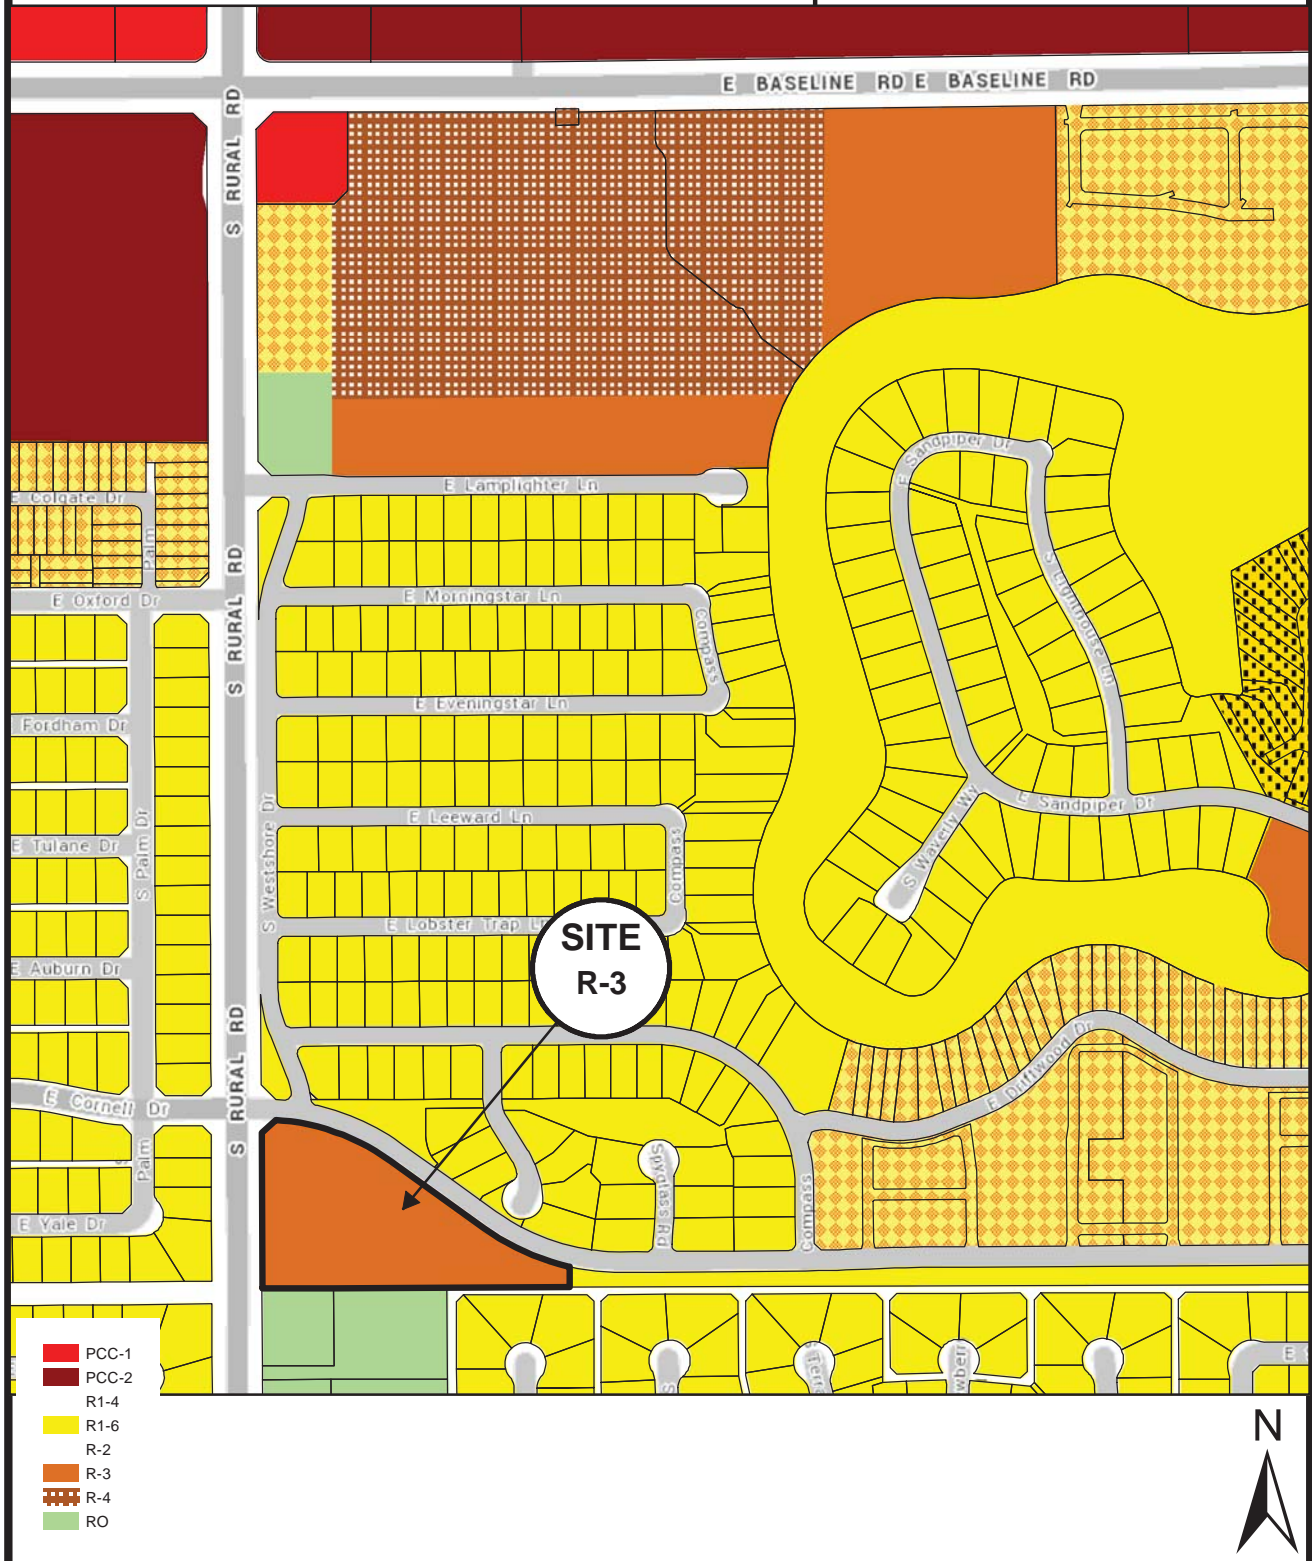 E BASELINE RD E BASELINE RD
S RURAL RD
E Sandpiper Dr
E Lamplighter Ln
E Colgate Dr
Palm
S RURAL RD
E Oxford Dr
E Morningstar Ln
Compass
S Lighthouse Ln
E Eveningstar Ln
Fordham Dr
S Palm Dr
S Westshore Dr
E Leeward Ln
E Sandpiper Dr
E Tulane Dr
Compass
S Waverly Wy
E Lobster Trap Ln
SITE
R-3
E Auburn Dr
S RURAL RD
E Driftwood Dr
E Cornell Dr
Palm
Spyglass Rd
Compass
E Yale Dr
S Terr
wberr
E
S
PCC-1
PCC-2
R1-4
R1-6
R-2
R-3
R-4
RO
N